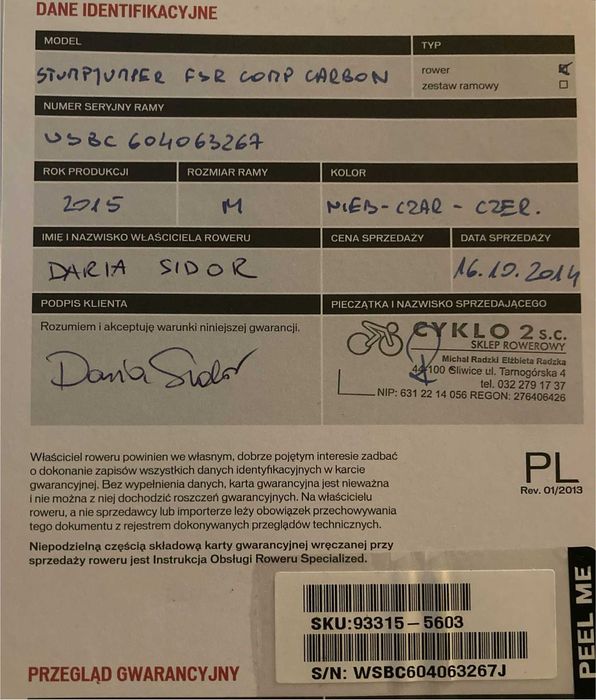 DANE IDENTIFIKACYJNE
MODEL
TYP
STUMPJUMPER FSR COMP CARBON
rower
zestaw ramowy
NUMER SERYJNY RAMY
WSBC 604063267
ROK PRODUKCJI
ROZMIAR RAMY
KOLOR
2015
M
NIEB-CZAR - CZER.
IMIĘ I NAZWISKO WŁAŚCICIELA ROWERU
CENA SPRZEDAŻY
DATA SPRZEDAŻY
DARIA SIDOR
16.10.2014
PODPIS KLIENTA
PIECZĄTKA I NAZWISKO SPRZEDAJĄCEGO
Rozumiem i akceptuję warunki niniejszej gwarancji.
Daria Sidor
CYKLO 2 s.c.
SKLEP ROWEROWY
Michał Radzki Elżbieta Radzka
44-100 Gliwice ul. Tarnogórska 4
tel. 032 279 17 37
NIP: 631 22 14 056 REGON: 276406426
Właściciel roweru powinien we własnym, dobrze pojętym interesie zadbać
o dokonanie zapisów wszystkich danych identyfikacyjnych w karcie
gwarancyjnej. Bez wypełnienia danych, karta gwarancyjna jest nieważna
i nie można z niej dochodzić roszczeń gwarancyjnych. Na właścicielu
roweru, a nie sprzedawcy lub importerze leży obowiązek przechowywania
tego dokumentu z rejestrem dokonywanych przeglądów technicznych.
Niepodzielną częścią składową karty gwarancyjnej wręczanej przy
sprzedaży roweru jest Instrukcja Obsługi Roweru Specialized.
PL
Rev. 01/2013
PEEL ME
SKU:93315-5603
S/N: WSBC604063267J
PRZEGLĄD GWARANCYJNY